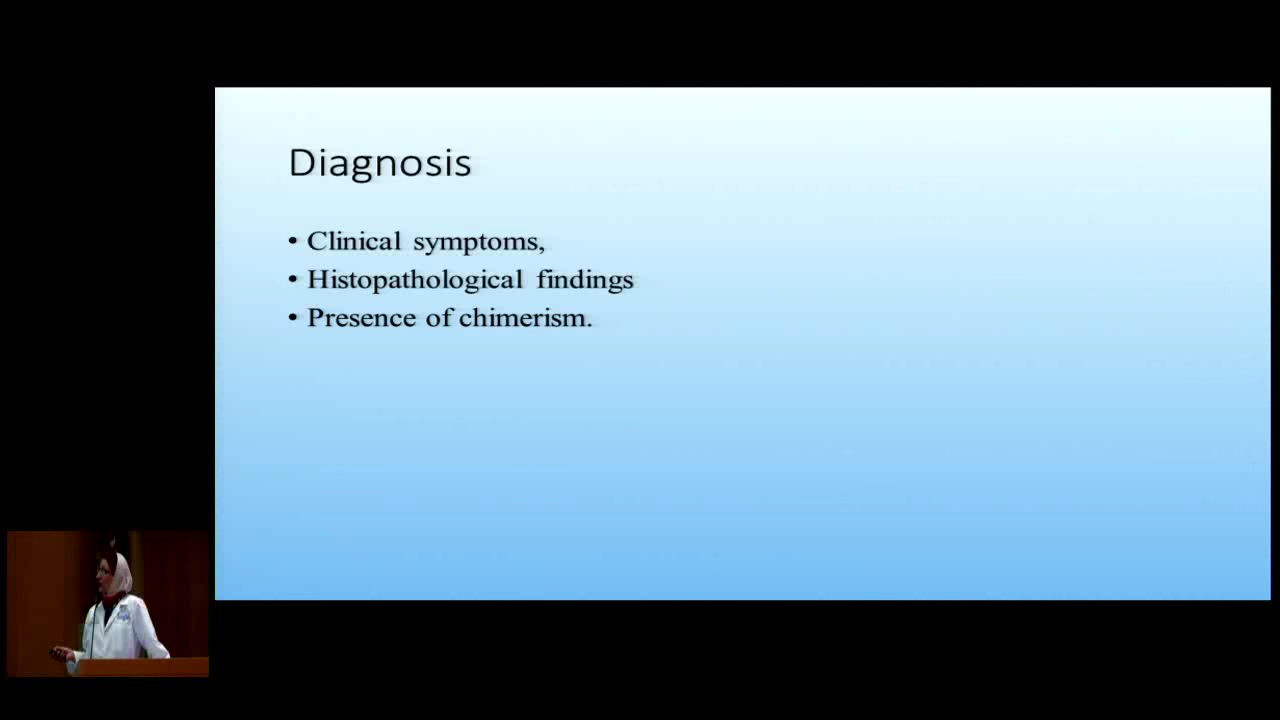 Diagnosis
• Clinical symptoms,
• Histopathological findings
• Presence of chimerism.